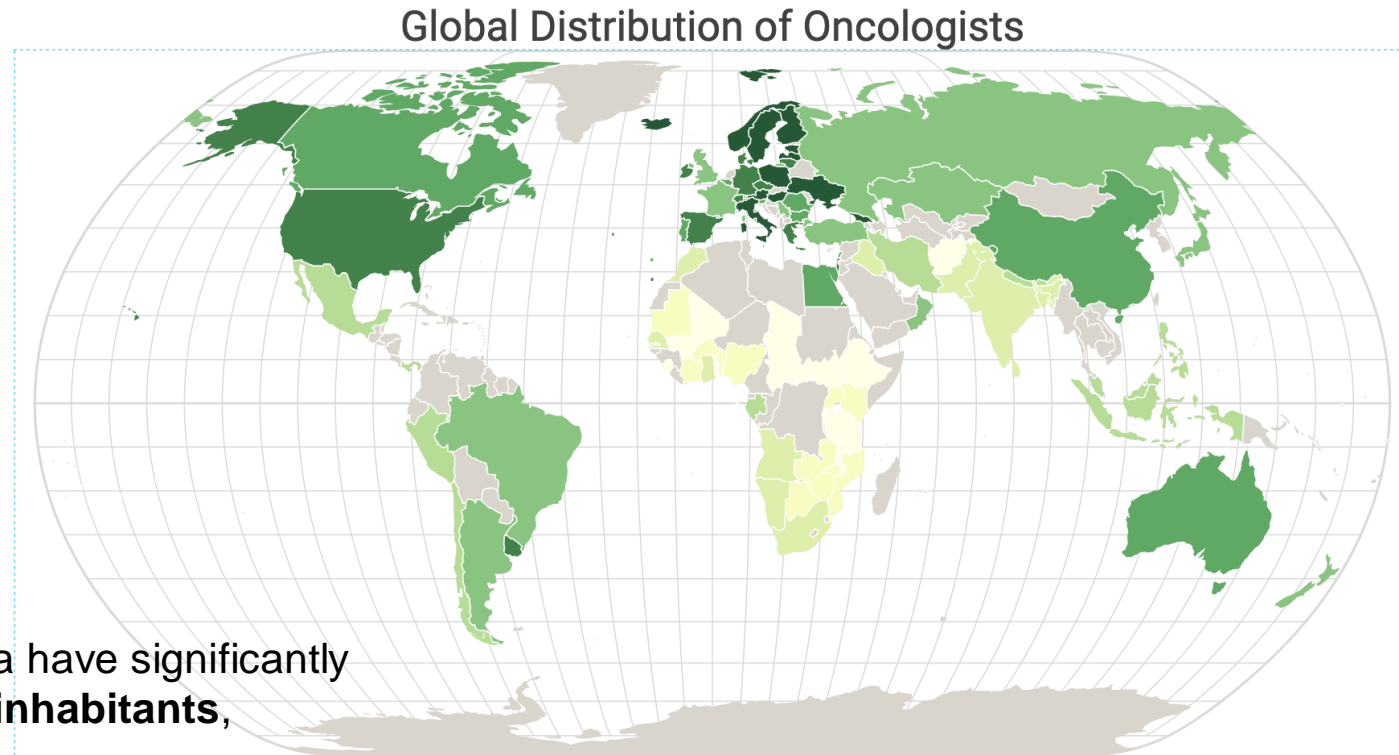 Global Distribution of Oncologists
a have significantly
inhabitants,